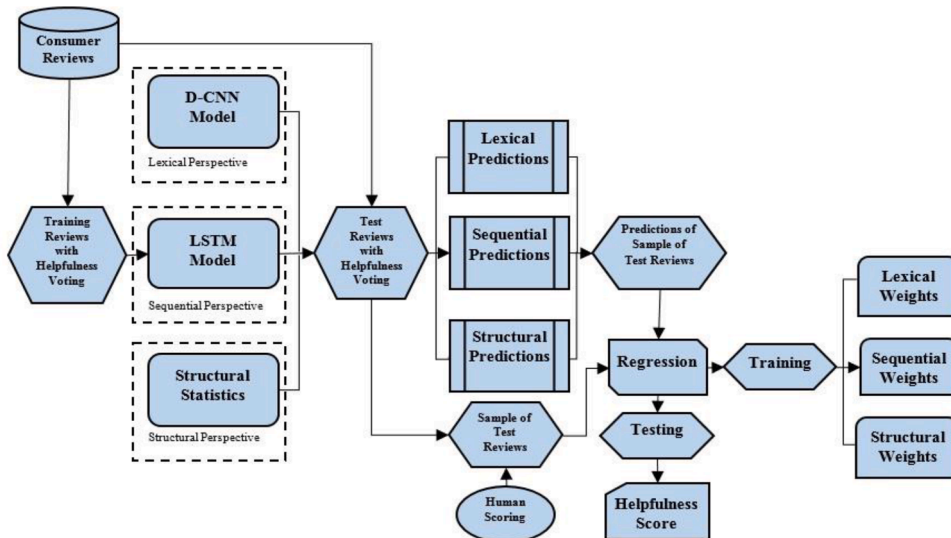 Consumer
Reviews
D-CNN
Model
Lexical Perspective
Training
Reviews
with
Helpfulness
Voting
LSTM
Model
Sequential Perspective
Structural
Statistics
Structural Perspective
Test
Reviews
with
Helpfulness
Voting
Lexical
Predictions
Sequential
Predictions
Structural
Predictions
Sample of
Test
Reviews
Human
Scoring
Predictions of
Sample of
Test Reviews
Regression
Testing
Helpfulness
Score
Training
Lexical
Weights
Sequential
Weights
Structural
Weights